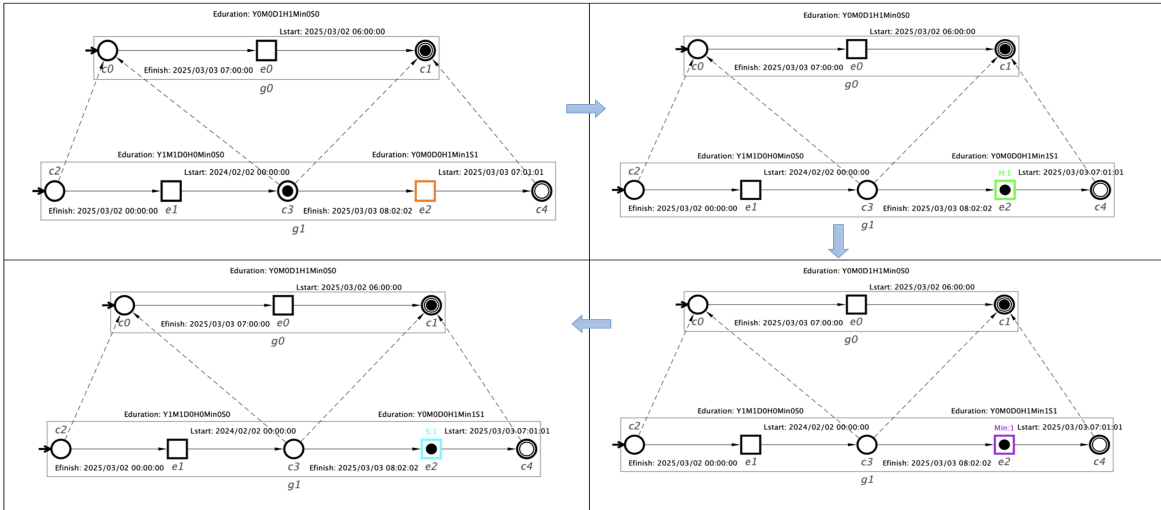 Eduration: Y0M0D1H1Min0S0
Lstart: 2025/03/02 06:00:00
c0
Efinish: 2025/03/03 07:00:00
e0
c1
g0
Eduration: Y1M1D0H0Min0S0
Eduration: Y0M0D0H1Min1S1
c2
Lstart: 2024/02/02 00:00:00
Lstart: 2025/03/03 07:01:01
Efinish: 2025/03/02 00:00:00
e1
c3
Efinish: 2025/03/03 08:02:02
e2
c4
g1
Eduration: Y0M0D1H1Min0S0
Lstart: 2025/03/02 06:00:00
c0
Efinish: 2025/03/03 07:00:00
e0
c1
g0
Eduration: Y1M1D0H0Min0S0
Eduration: Y0M0D0H1Min1S1
c2
Lstart: 2024/02/02 00:00:00
H:1
Lstart: 2025/03/03 07:01:01
Efinish: 2025/03/02 00:00:00
e1
c3
Efinish: 2025/03/03 08:02:02
e2
c4
g1
Eduration: Y0M0D1H1Min0S0
Lstart: 2025/03/02 06:00:00
c0
Efinish: 2025/03/03 07:00:00
e0
c1
g0
Eduration: Y1M1D0H0Min0S0
Eduration: Y0M0D0H1Min1S1
c2
Lstart: 2024/02/02 00:00:00
S:1
Lstart: 2025/03/03 07:01:01
Efinish: 2025/03/02 00:00:00
e1
c3
Efinish: 2025/03/03 08:02:02
e2
c4
g1
Eduration: Y0M0D1H1Min0S0
Lstart: 2025/03/02 06:00:00
c0
Efinish: 2025/03/03 07:00:00
e0
c1
g0
Eduration: Y1M1D0H0Min0S0
Eduration: Y0M0D0H1Min1S1
c2
Lstart: 2024/02/02 00:00:00
Min:1
Lstart: 2025/03/03 07:01:01
Efinish: 2025/03/02 00:00:00
e1
c3
Efinish: 2025/03/03 08:02:02
e2
c4
g1